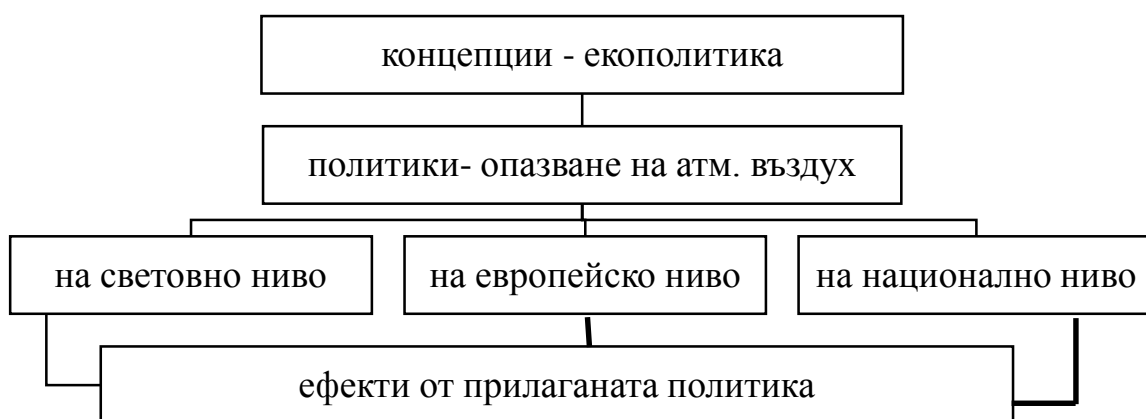 концепции - екополитика
политики- опазване на атм. въздух
на световно ниво
на европейско ниво
на национално ниво
ефекти от прилаганата политика